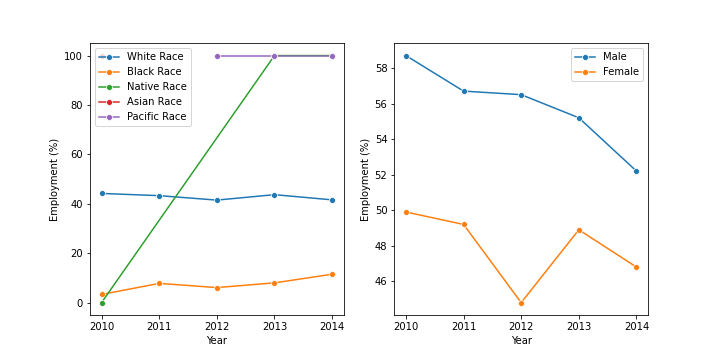 100
80
60
40
20
0
Employment (%)
2010 2011 2012 2013 2014
Year
White Race
Black Race
Native Race
Asian Race
Pacific Race
58
56
54
52
50
48
46
Employment (%)
2010 2011 2012 2013 2014
Year
Male
Female